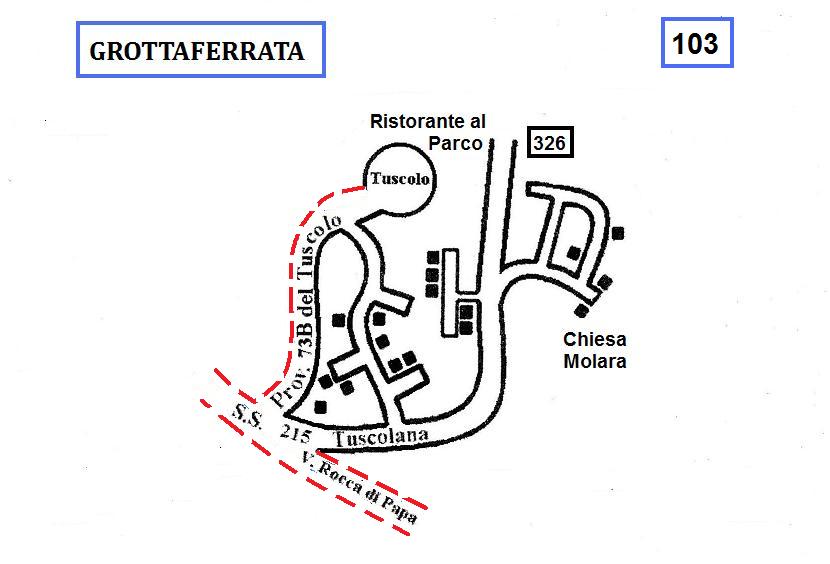 GROTTAFERRATA
103
Ristorante al
Parco
326
Tuscolo
Prov. 73B del Tuscolo
Chiesa
Molara
S.S. 215 Tuscolana
V. Rocca di Papa